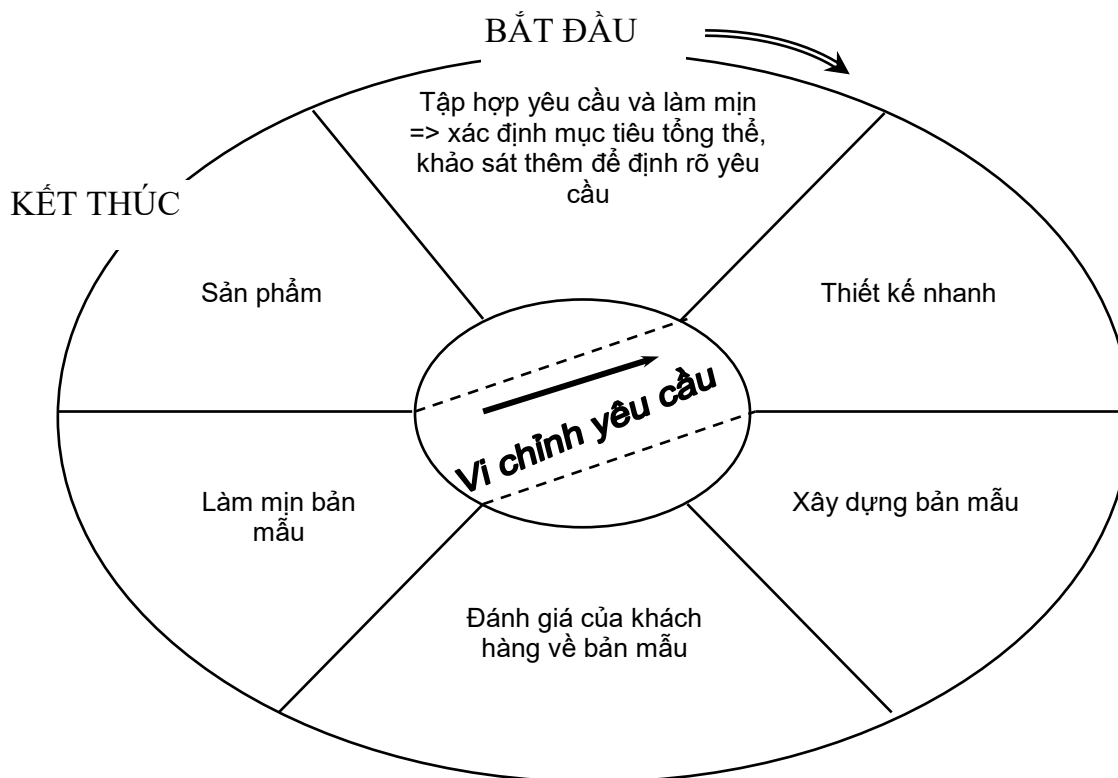 BẮT ĐẦU
Tập hợp yêu cầu và làm mịn
=> xác định mục tiêu tổng thể,
khảo sát thêm để định rõ yêu
cầu
KẾT THÚC
Sản phẩm
Thiết kế nhanh
Vi chỉnh yêu cầu
Làm mịn bản
mẫu
Xây dựng bản mẫu
Đánh giá của khách
hàng về bản mẫu